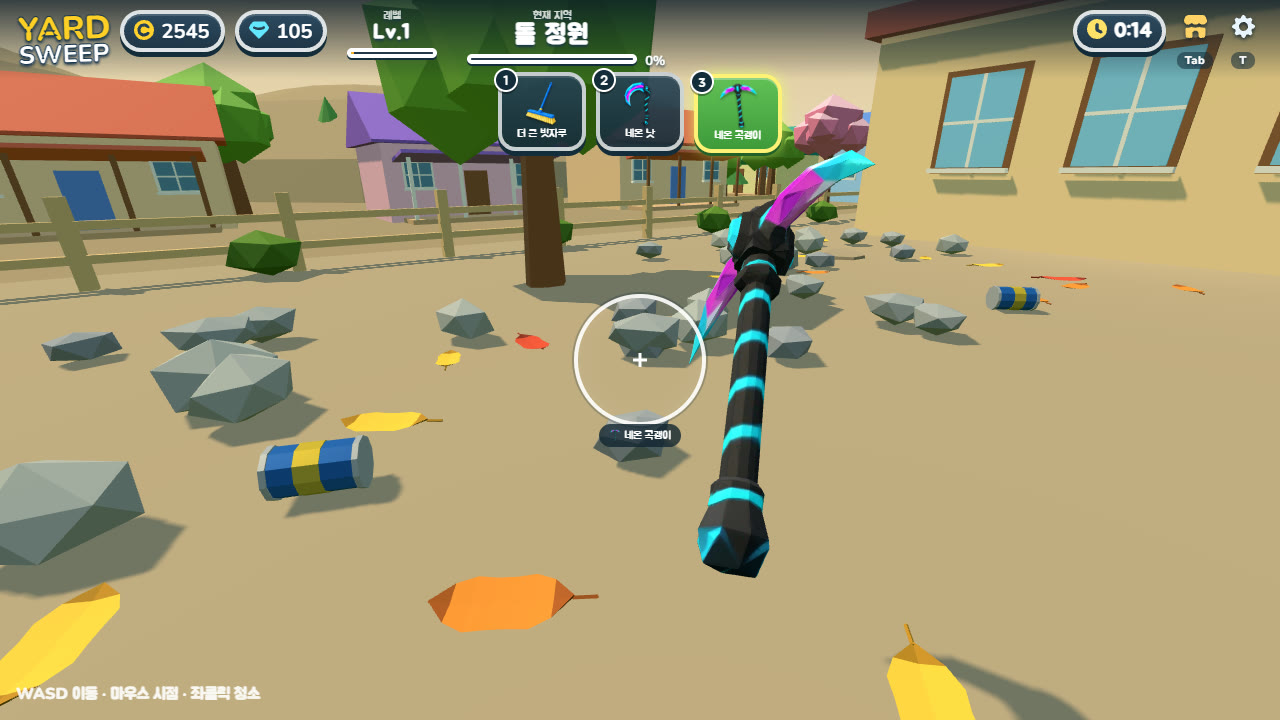 YARD
SWEEP
2545
105
레벨
Lv.1
현재 지역
돌 정원
0%
0:14
Tab
T
1
더 큰 빗자루
2
네온 낫
3
네온 곡괭이
네온 곡괭이
WASD 이동 · 마우스 시점 · 좌클릭 청소